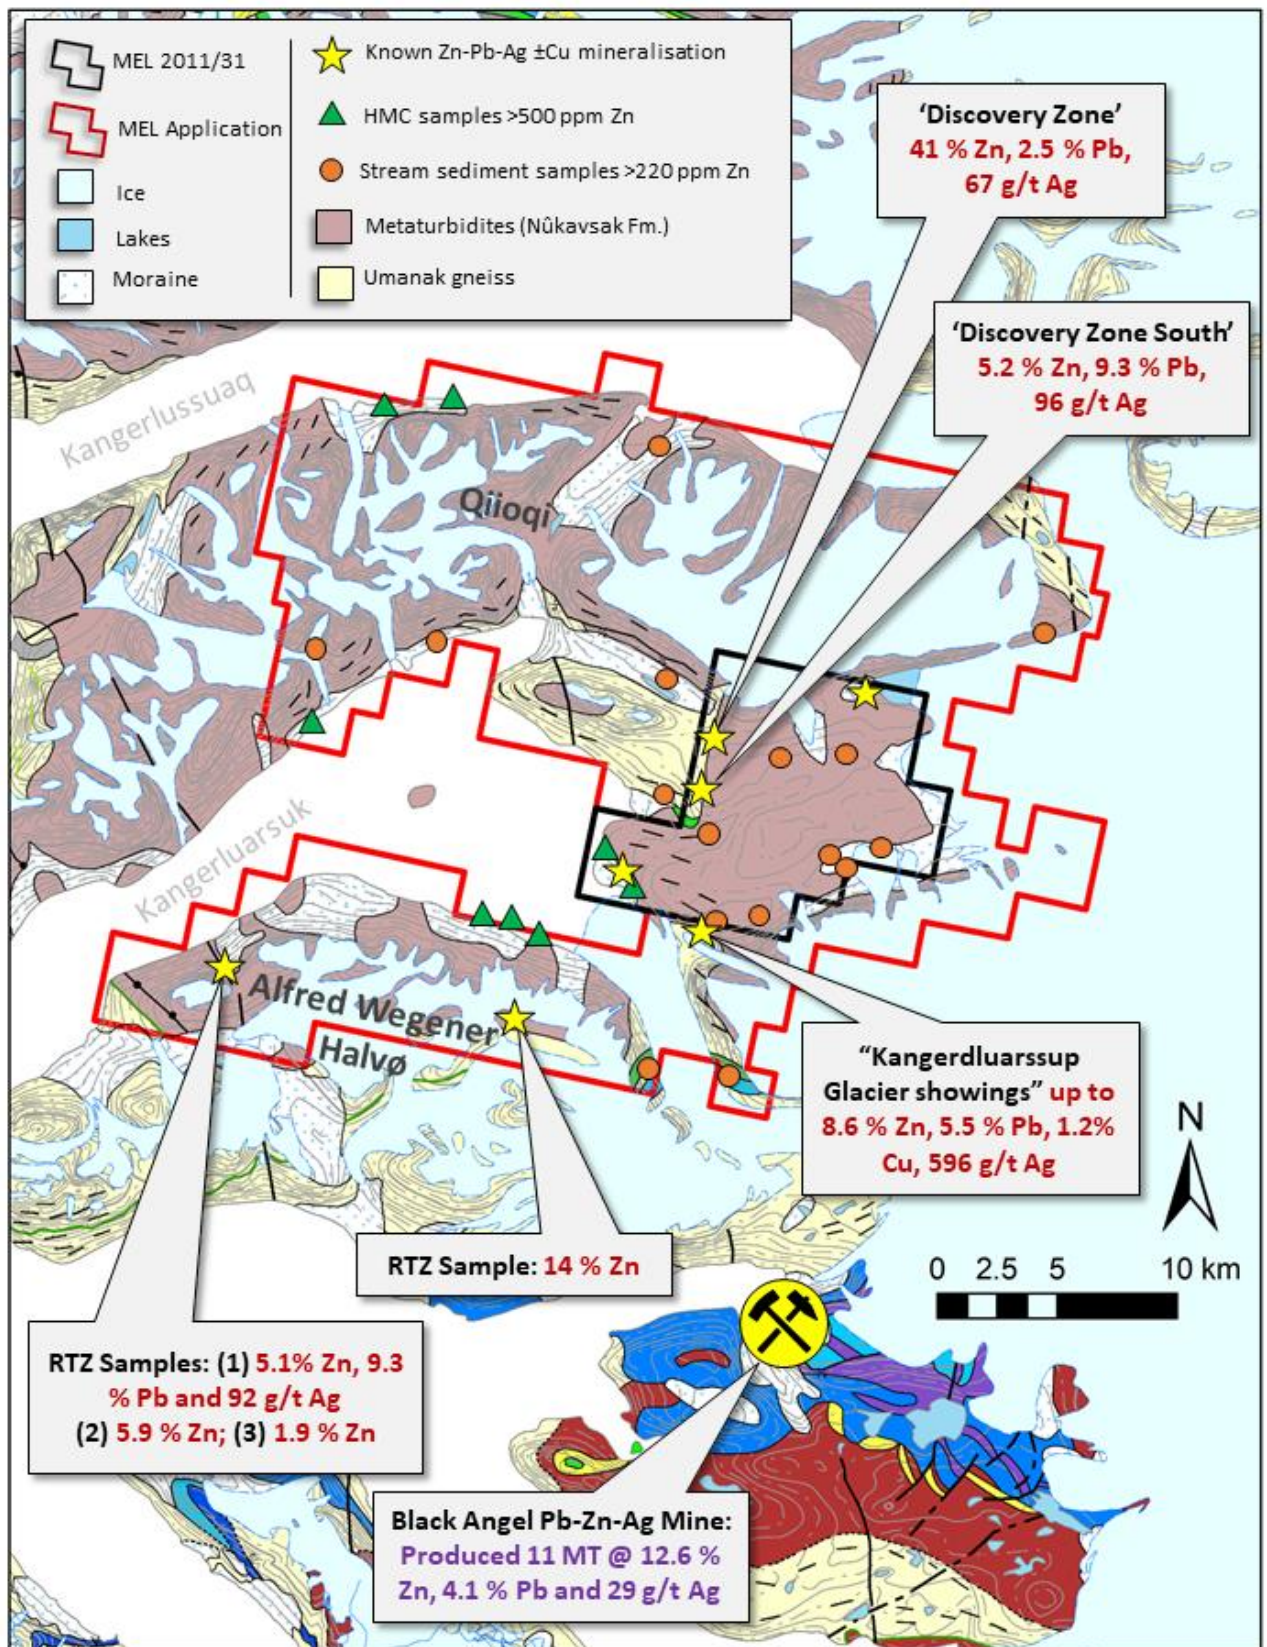 MEL 2011/31
MEL Application
Ice
Lakes
Moraine
Known Zn-Pb-Ag ±Cu mineralisation
HMC samples >500 ppm Zn
Stream sediment samples >220 ppm Zn
Metaturbidites (Nûkavsak Fm.)
Umanak gneiss
‘Discovery Zone’
41 % Zn, 2.5 % Pb,
67 g/t Ag
‘Discovery Zone South’
5.2 % Zn, 9.3 % Pb,
96 g/t Ag
Kangerlussuaq
Qiioqi
Kangerluarsuk
Alfred Wegener
Halvø
“Kangerdluarssup
Glacier showings” up to
8.6 % Zn, 5.5 % Pb, 1.2%
Cu, 596 g/t Ag
N
0 2.5 5 10 km
RTZ Sample: 14 % Zn
RTZ Samples: (1) 5.1% Zn, 9.3
% Pb and 92 g/t Ag
(2) 5.9 % Zn; (3) 1.9 % Zn
Black Angel Pb-Zn-Ag Mine:
Produced 11 MT @ 12.6 %
Zn, 4.1 % Pb and 29 g/t Ag